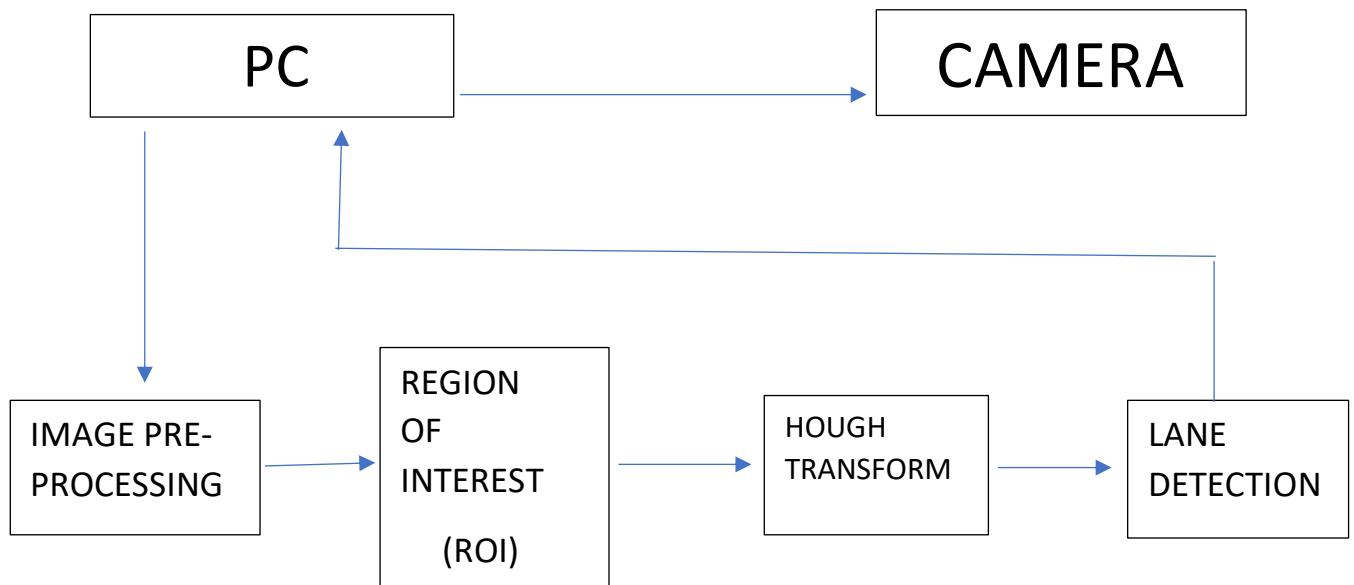 PC
CAMERA
IMAGE PRE-
PROCESSING
REGION
OF
INTEREST
(ROI)
HOUGH
TRANSFORM
LANE
DETECTION